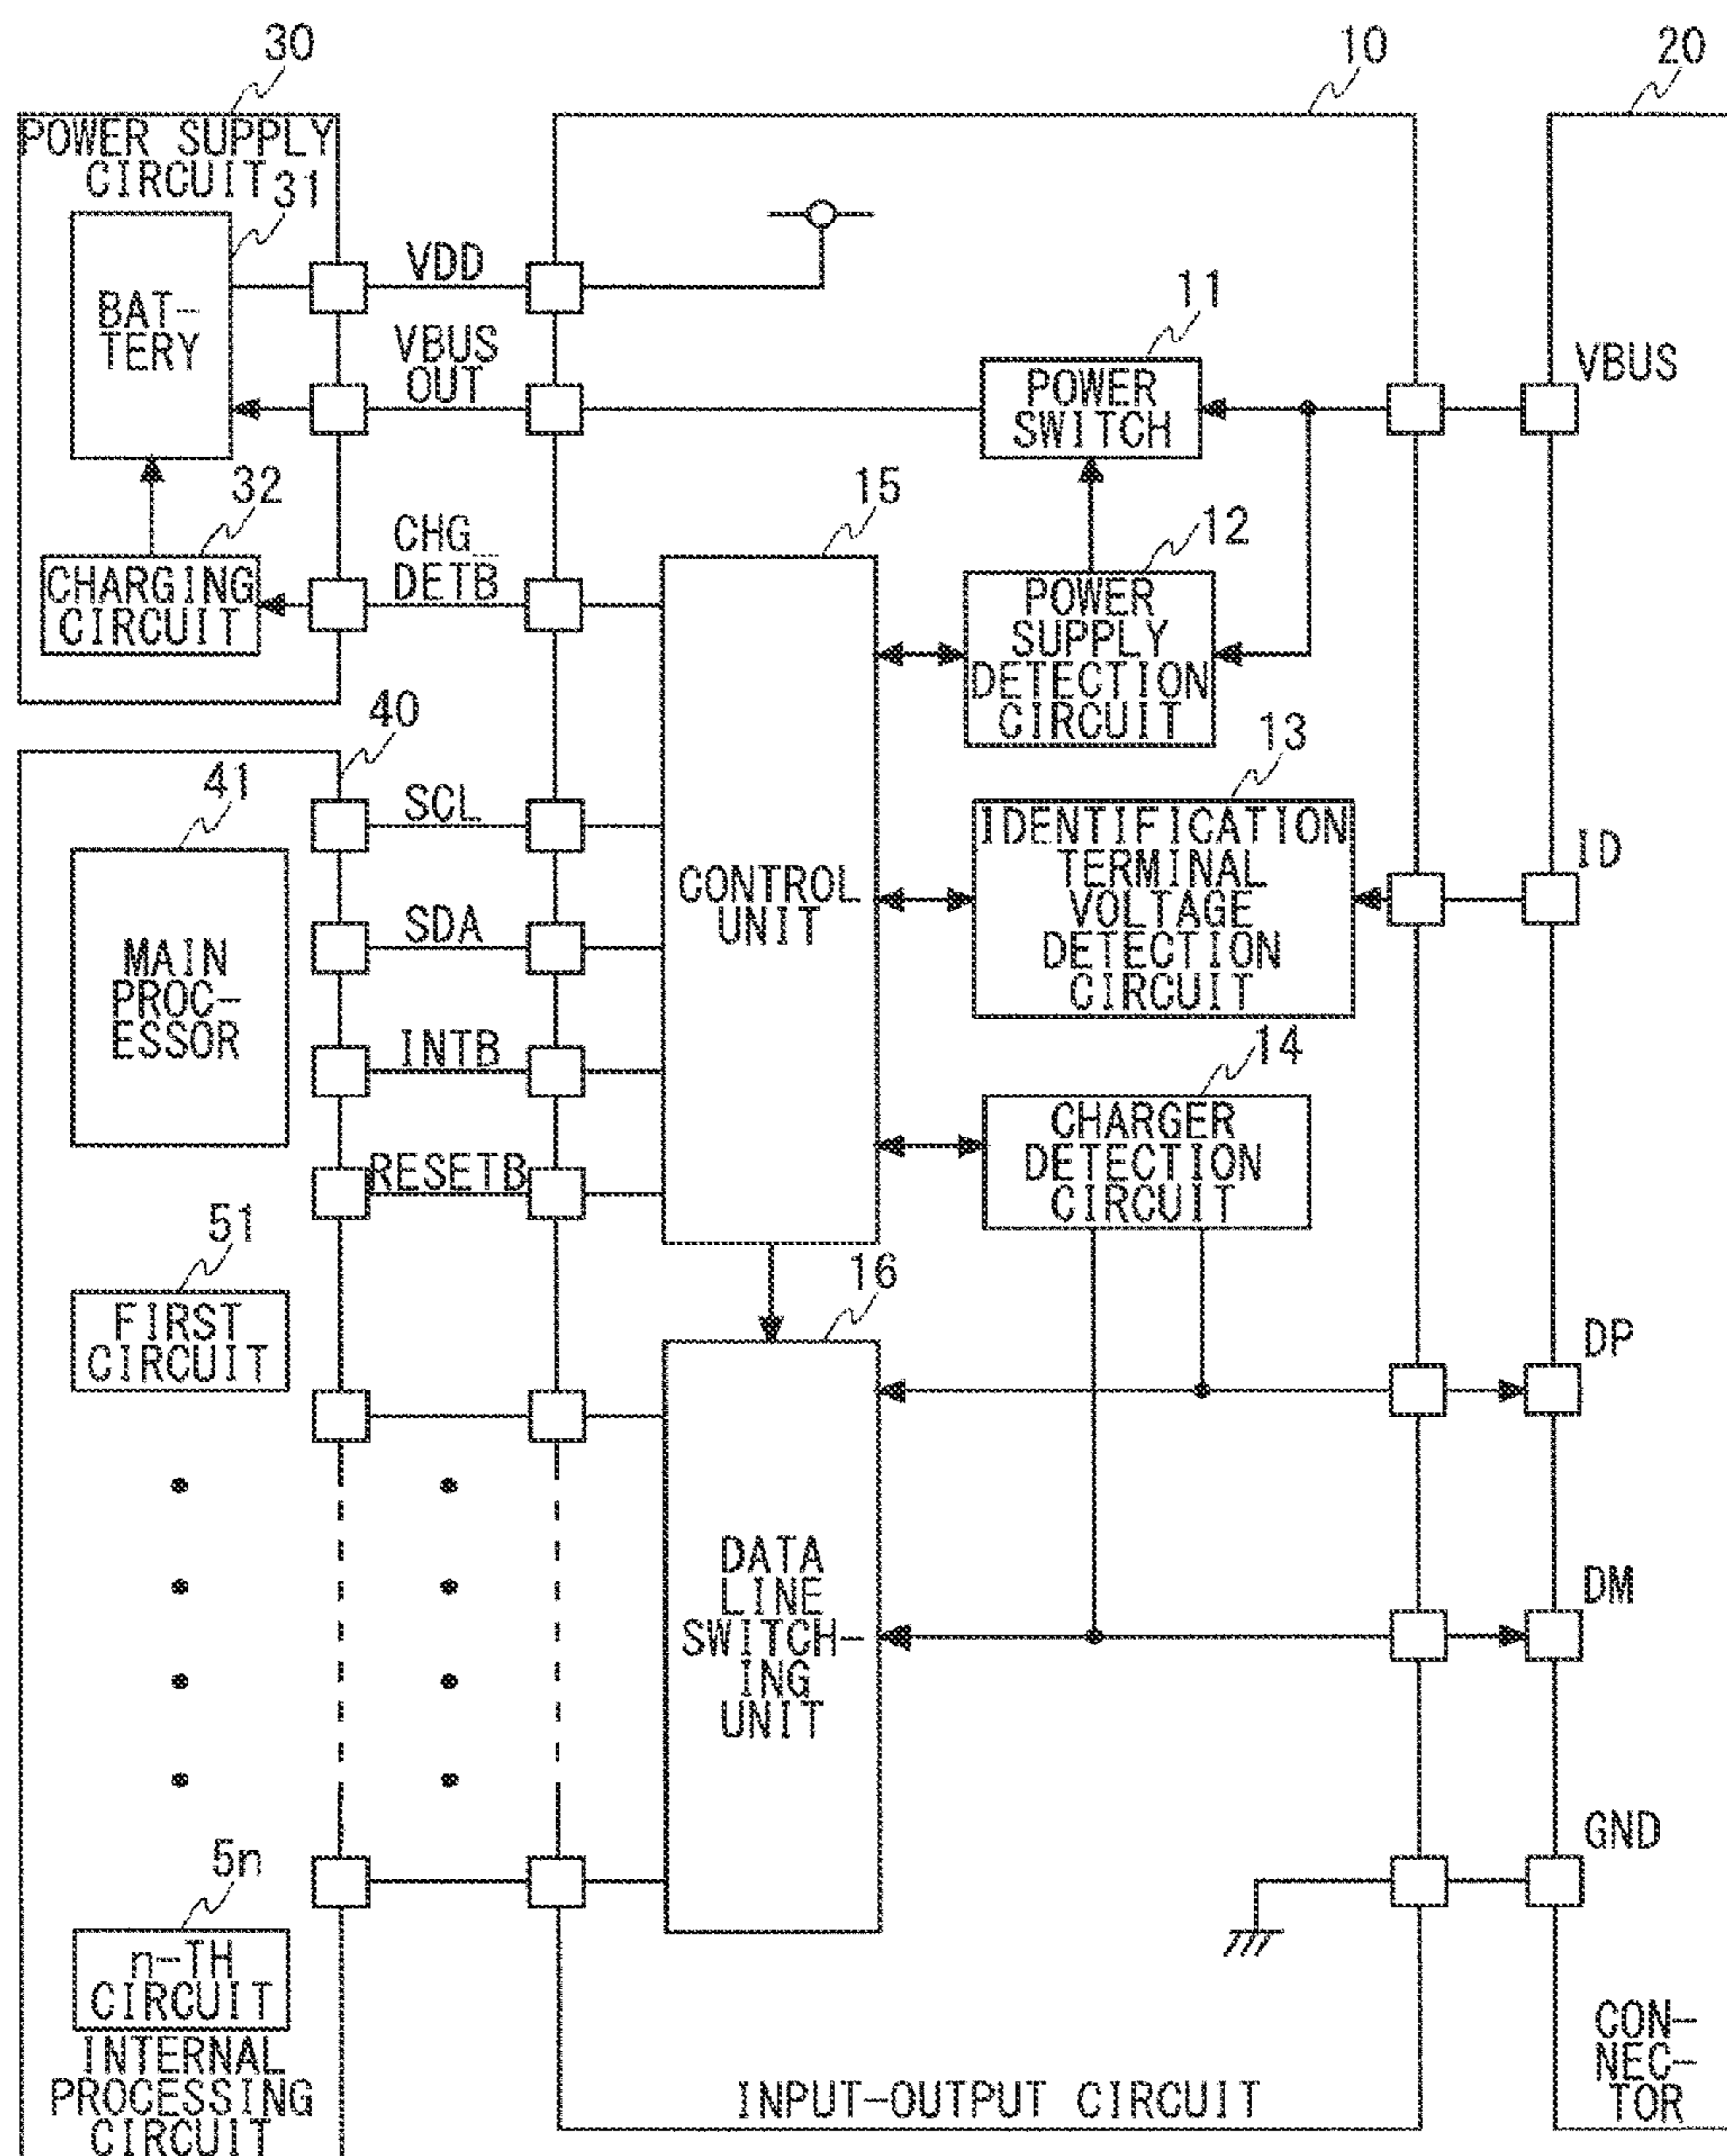 30
10
20
POWER SUPPLY
CIRCUIT
31
BAT-
TERY
VDD
VBUS
OUT
11
POWER
SWITCH
VBUS
32
CHARGING
CIRCUIT
CHG_
DETB
15
12
POWER
SUPPLY
DETECTION
CIRCUIT
40
41
MAIN
PROC-
ESSOR
SCL
SDA
INTB
RESETB
CONTROL
UNIT
13
IDENTIFICATION
TERMINAL
VOLTAGE
DETECTION
CIRCUIT
ID
14
CHARGER
DETECTION
CIRCUIT
51
FIRST
CIRCUIT
16
DATA
LINE
SWITCH-
ING
UNIT
DP
DM
GND
5n
n-TH
CIRCUIT
INTERNAL
PROCESSING
CIRCUIT
INPUT-OUTPUT CIRCUIT
CON-
NEC-
TOR